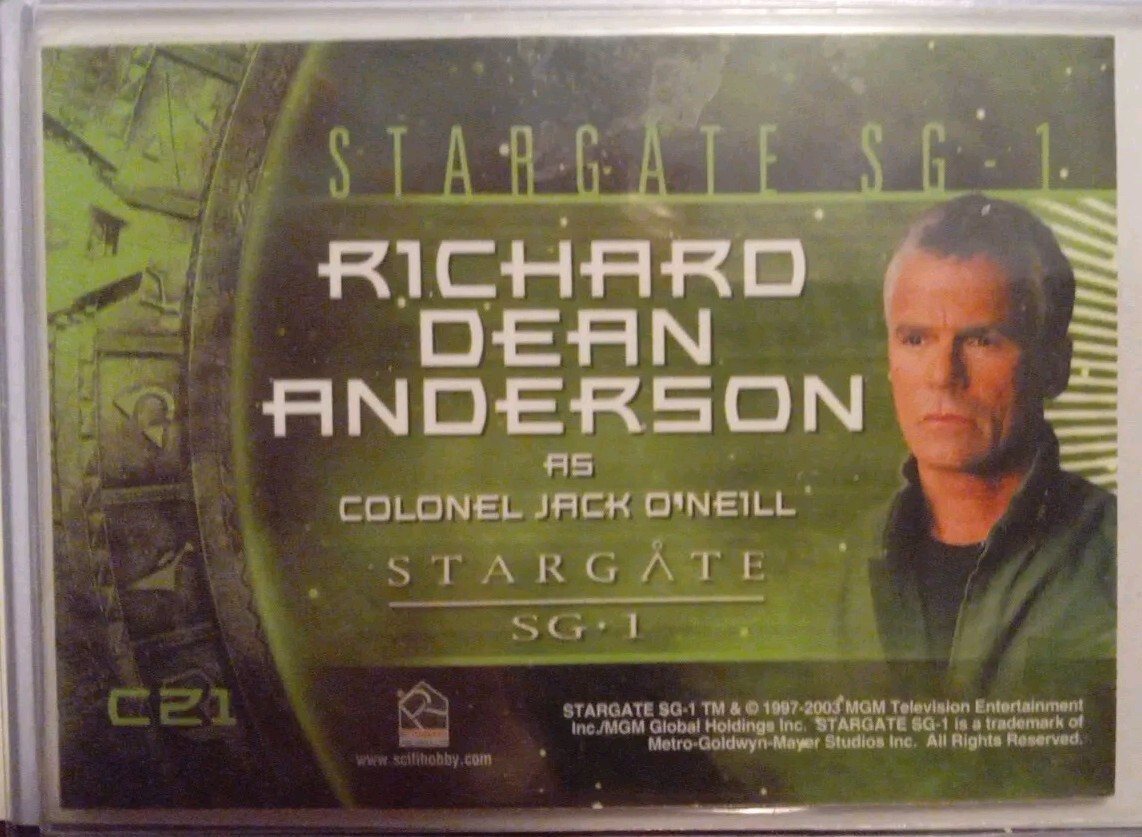 STARGATE SG-1
RICHARD
DEAN
ANDERSON
AS
COLONEL JACK O'NEILL
STARGATE
SG·1
C21
www.scifihobby.com
STARGATE SG-1 TM & © 1997-2003 MGM Television Entertainment
Inc./MGM Global Holdings Inc. STARGATE SG-1 is a trademark of
Metro-Goldwyn-Mayer Studios Inc. All Rights Reserved.